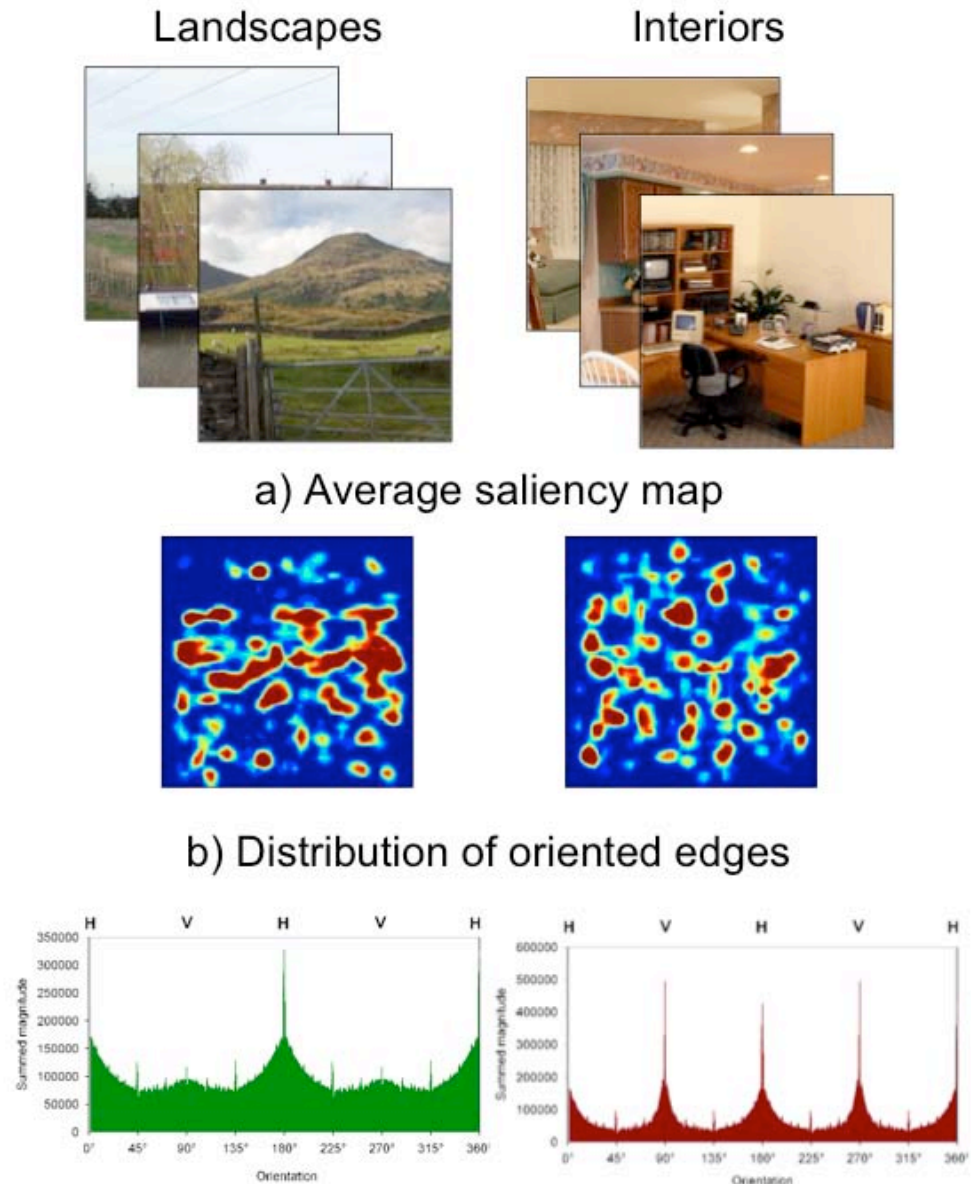 Landscapes
Interiors
a) Average saliency map
b) Distribution of oriented edges
H V H V H
350000
300000
250000
200000
150000
100000
50000
0
Summed magnitude
0° 45° 90° 135° 180° 225° 270° 315° 360°
Orientation
H V H V H
600000
500000
400000
300000
200000
100000
0
Summed magnitude
0° 45° 90° 135° 180° 225° 270° 315° 360°
Orientation